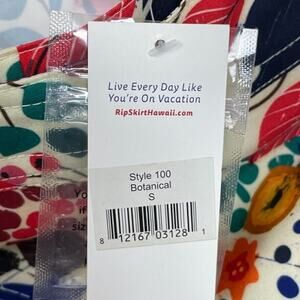 Live Every Day Like
You're On Vacation
RipSkirtHawaii.com
Style 100
Botanical
S
8 12167 03128 1